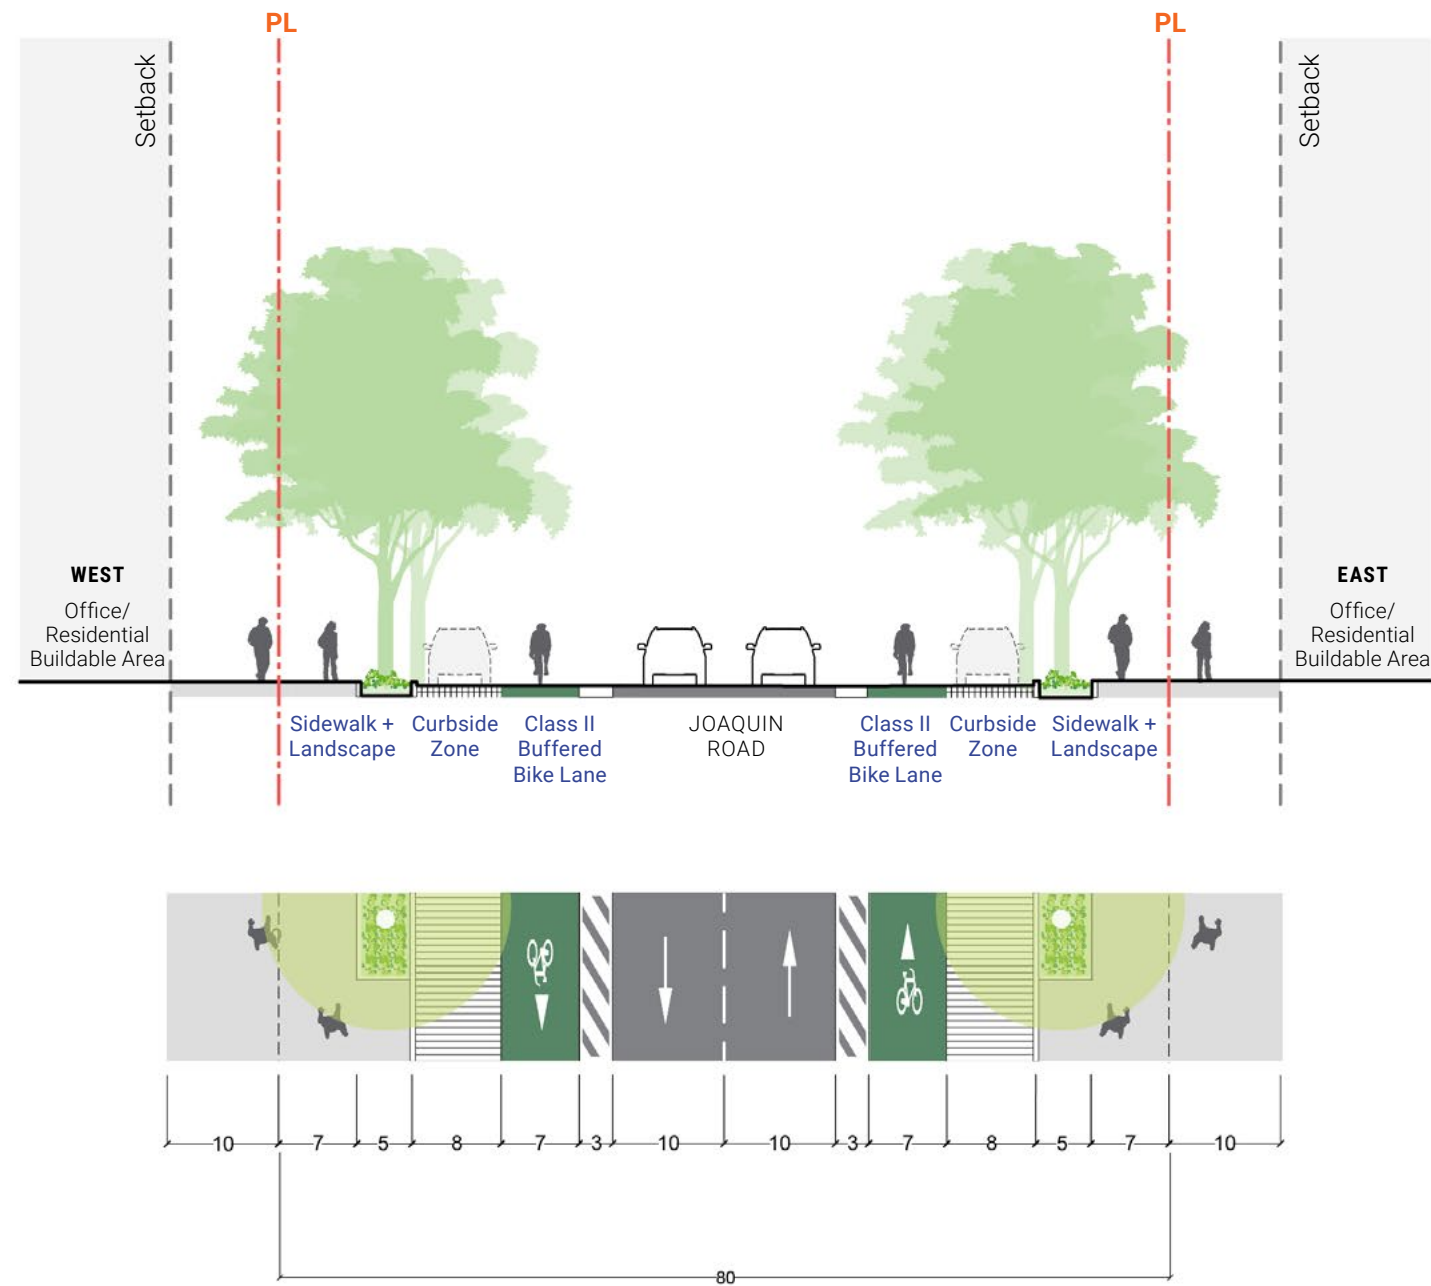 PL
PL
Setback
Setback
WEST
Office/
Residential
Buildable Area
EAST
Office/
Residential
Buildable Area
Sidewalk +
Landscape
Curbside
Zone
Class II
Buffered
Bike Lane
JOAQUIN
ROAD
Class II
Buffered
Bike Lane
Curbside
Zone
Sidewalk +
Landscape
10 7 5 8 7 3 10 10 3 7 8 5 7 10
80